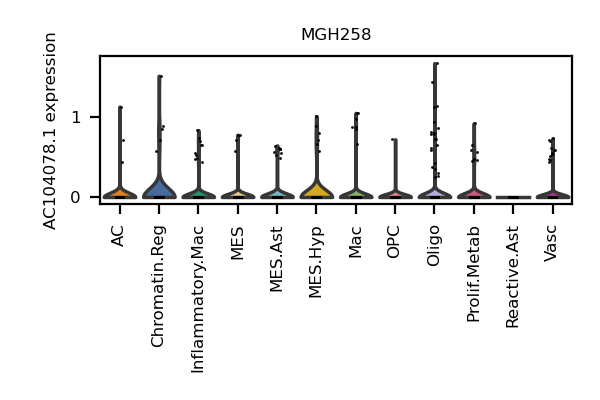 MGH258
AC104078.1 expression
1
0
AC
Chromatin.Reg
Inflammatory.Mac
MES
MES.Ast
MES.Hyp
Mac
OPC
Oligo
Prolif.Metab
Reactive.Ast
Vasc